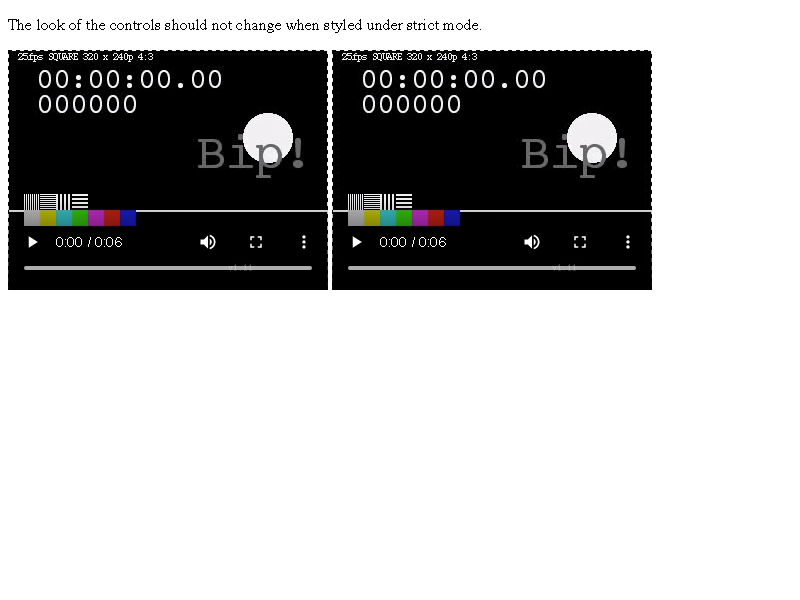 The look of the controls should not change when styled under strict mode.
25fps SQUARE 320 x 240p 4:3
00:00:00.00
000000
Bip!
0:00 / 0:06
25fps SQUARE 320 x 240p 4:3
00:00:00.00
000000
Bip!
0:00 / 0:06